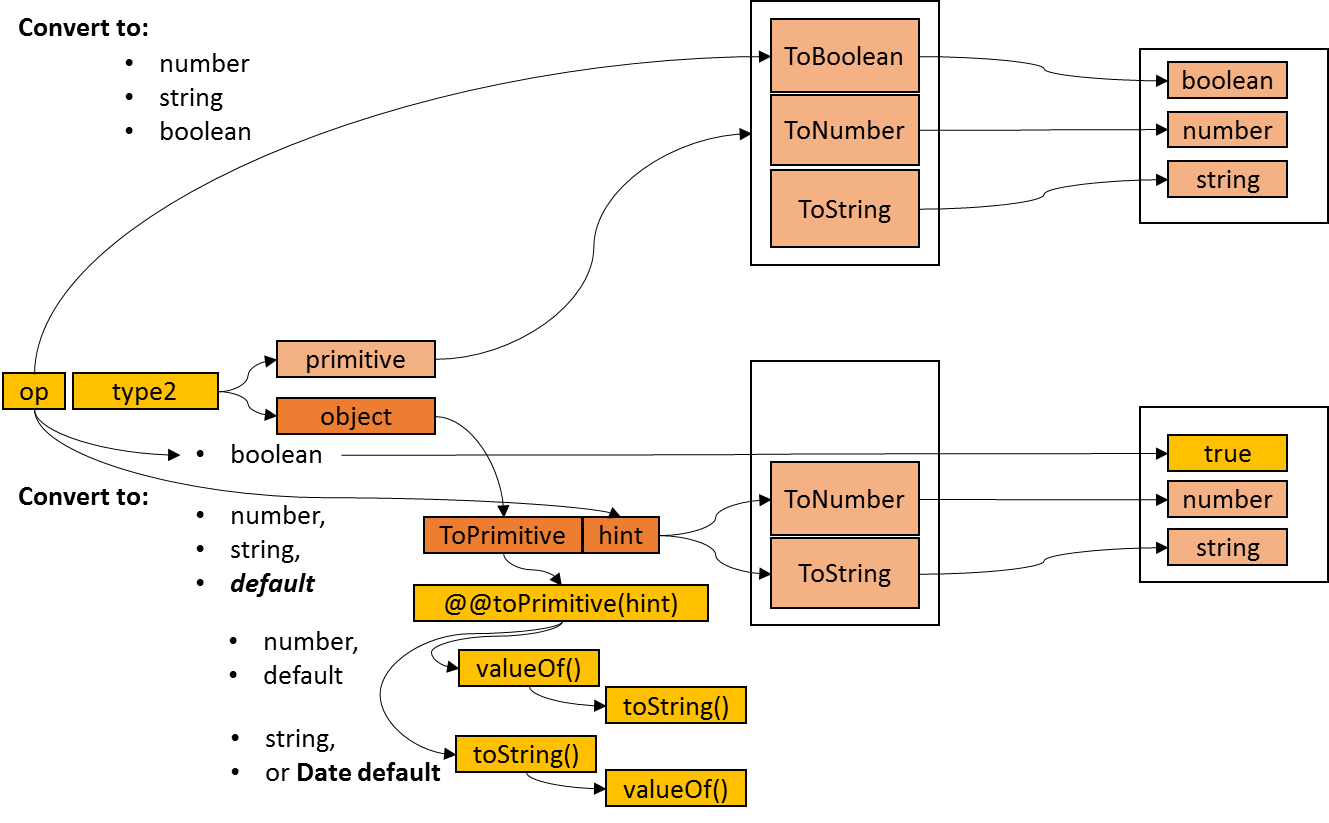 Convert to:
• number
• string
• boolean
ToBoolean
ToNumber
ToString
boolean
number
string
op
type2
primitive
object
• boolean
Convert to:
• number,
• string,
• default
ToPrimitive
hint
@@toPrimitive(hint)
• number,
• default
valueOf()
toString()
• string,
• or Date default
toString()
valueOf()
ToNumber
ToString
true
number
string